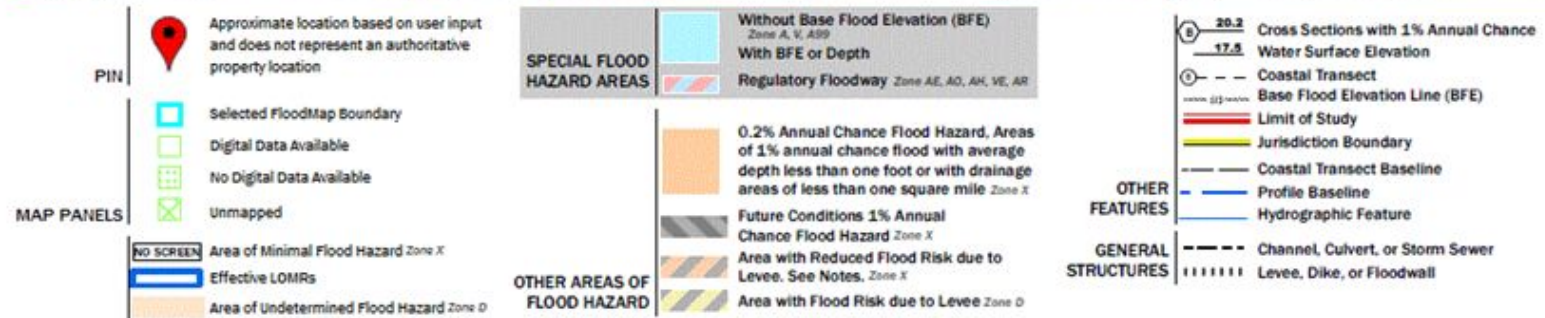 PIN
Approximate location based on user input
and does not represent an authoritative
property location
MAP PANELS
Selected FloodMap Boundary
Digital Data Available
No Digital Data Available
Unmapped
NO SCREEN Area of Minimal Flood Hazard Zone X
Effective LOMRs
Area of Undetermined Flood Hazard Zone D
SPECIAL FLOOD
HAZARD AREAS
Without Base Flood Elevation (BFE)
Zone A, V, A99
With BFE or Depth
Regulatory Floodway Zone AE, AO, AH, VE, AR
OTHER AREAS OF
FLOOD HAZARD
0.2% Annual Chance Flood Hazard, Areas
of 1% annual chance flood with average
depth less than one foot or with drainage
areas of less than one square mile Zone X
Future Conditions 1% Annual
Chance Flood Hazard Zone X
Area with Reduced Flood Risk due to
Levee. See Notes. Zone X
Area with Flood Risk due to Levee Zone D
OTHER
FEATURES
20.2 Cross Sections with 1% Annual Chance
17.5 Water Surface Elevation
Coastal Transect
Base Flood Elevation Line (BFE)
Limit of Study
Jurisdiction Boundary
Coastal Transect Baseline
Profile Baseline
Hydrographic Feature
GENERAL
STRUCTURES
Channel, Culvert, or Storm Sewer
Levee, Dike, or Floodwall